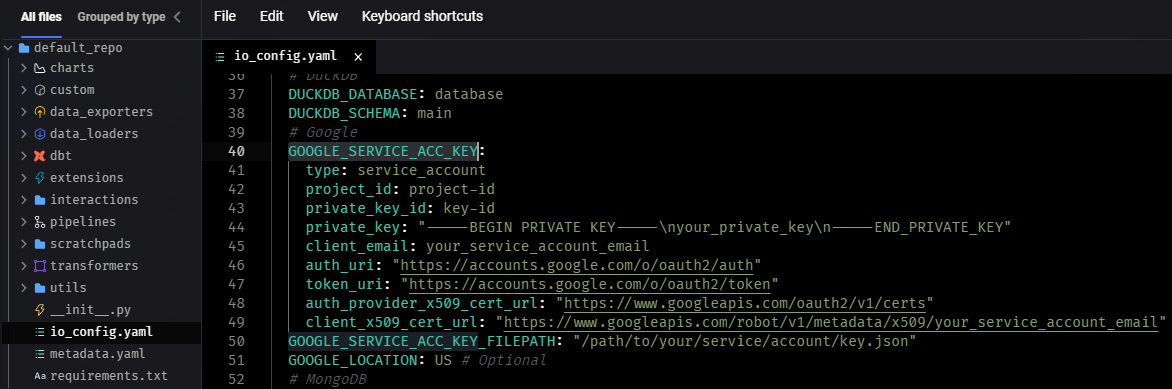 All files Grouped by type
File Edit View Keyboard shortcuts
default_repo
charts
custom
data_exporters
data_loaders
dbt
extensions
interactions
pipelines
scratchpads
transformers
utils
__init__.py
io_config.yaml
metadata.yaml
Aa requirements.txt
io_config.yaml ×
36 # DuckDB
37 DUCKDB_DATABASE: database
38 DUCKDB_SCHEMA: main
39 # Google
40 GOOGLE_SERVICE_ACC_KEY:
41 type: service_account
42 project_id: project-id
43 private_key_id: key-id
44 private_key: "-----BEGIN PRIVATE KEY-----\nyour_private_key\n-----END_PRIVATE_KEY"
45 client_email: your_service_account_email
46 auth_uri: "https://accounts.google.com/o/oauth2/auth"
47 token_uri: "https://accounts.google.com/o/oauth2/token"
48 auth_provider_x509_cert_url: "https://www.googleapis.com/oauth2/v1/certs"
49 client_x509_cert_url: "https://www.googleapis.com/robot/v1/metadata/x509/your_service_account_email"
50 GOOGLE_SERVICE_ACC_KEY_FILEPATH: "/path/to/your/service/account/key.json"
51 GOOGLE_LOCATION: US # Optional
52 # MongoDB